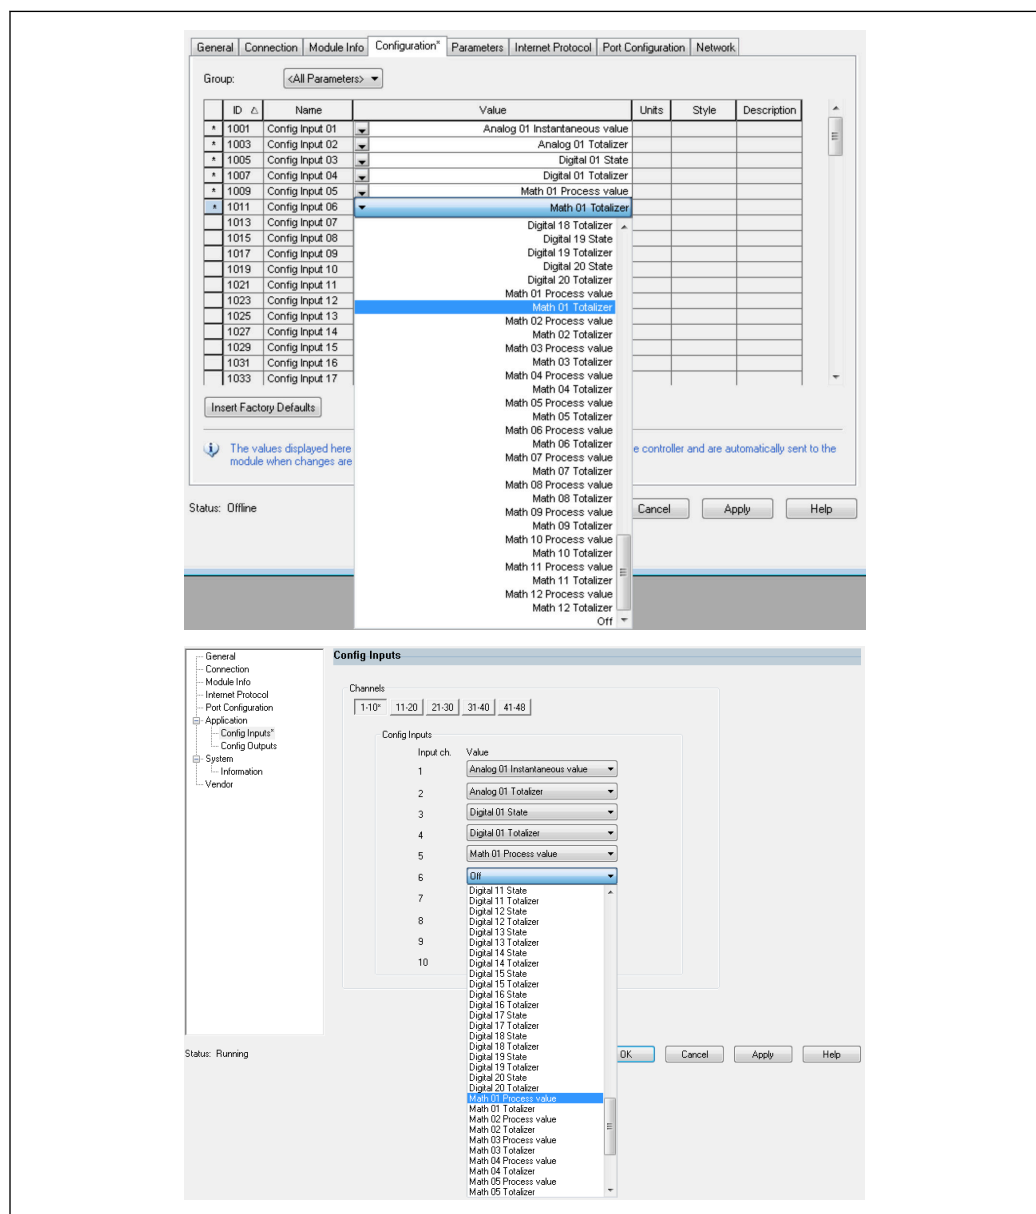 General Connection Module Info Configuration* Parameters Internet Protocol Port Configuration Network
Group: <All Parameters>
ID Name Value Units Style Description
* 1001 Config Input 01 Analog 01 Instantaneous value
* 1003 Config Input 02 Analog 01 Totalizer
* 1005 Config Input 03 Digital 01 State
* 1007 Config Input 04 Digital 01 Totalizer
* 1009 Config Input 05 Math 01 Process value
* 1011 Config Input 06 Math 01 Totalizer
1013 Config Input 07
1015 Config Input 08
1017 Config Input 09
1019 Config Input 10
1021 Config Input 11
1023 Config Input 12
1025 Config Input 13
1027 Config Input 14
1029 Config Input 15
1031 Config Input 16
1033 Config Input 17
Digital 18 Totalizer
Digital 19 State
Digital 19 Totalizer
Digital 20 State
Digital 20 Totalizer
Math 01 Process value
Math 01 Totalizer
Math 02 Process value
Math 02 Totalizer
Math 03 Process value
Math 03 Totalizer
Math 04 Process value
Math 04 Totalizer
Math 05 Process value
Math 05 Totalizer
Math 06 Process value
Math 06 Totalizer
Math 07 Process value
Math 07 Totalizer
Math 08 Process value
Math 08 Totalizer
Math 09 Process value
Math 09 Totalizer
Math 10 Process value
Math 10 Totalizer
Math 11 Process value
Math 11 Totalizer
Math 12 Process value
Math 12 Totalizer
Off
Insert Factory Defaults
The values displayed here e controller and are automatically sent to the
module when changes are
Status: Offline
Cancel Apply Help
General
Connection
Module Info
Internet Protocol
Port Configuration
Application
Config Inputs*
Config Outputs
System
Information
Vendor
Config Inputs
Channels
1-10* 11-20 21-30 31-40 41-48
Config Inputs
Input ch. Value
1 Analog 01 Instantaneous value
2 Analog 01 Totalizer
3 Digital 01 State
4 Digital 01 Totalizer
5 Math 01 Process value
6 Off
7
8
9
10
Digital 11 State
Digital 11 Totalizer
Digital 12 State
Digital 12 Totalizer
Digital 13 State
Digital 13 Totalizer
Digital 14 State
Digital 14 Totalizer
Digital 15 State
Digital 15 Totalizer
Digital 16 State
Digital 16 Totalizer
Digital 17 State
Digital 17 Totalizer
Digital 18 State
Digital 18 Totalizer
Digital 19 State
Digital 19 Totalizer
Digital 20 State
Digital 20 Totalizer
Math 01 Process value
Math 01 Totalizer
Math 02 Process value
Math 02 Totalizer
Math 03 Process value
Math 03 Totalizer
Math 04 Process value
Math 04 Totalizer
Math 05 Process value
Math 05 Totalizer
Status: Running
OK Cancel Apply Help